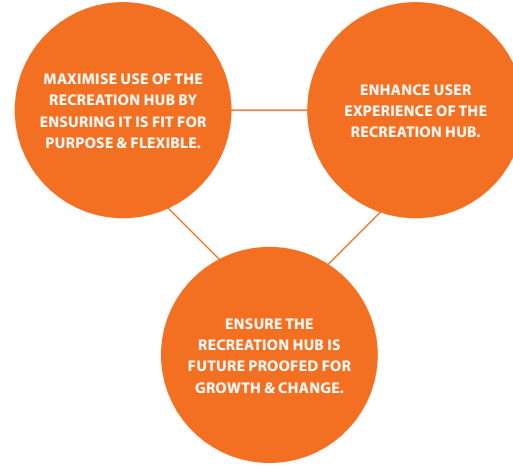 MAXIMISE USE OF THE
RECREATION HUB BY
ENSURING IT IS FIT FOR
PURPOSE & FLEXIBLE.
ENHANCE USER
EXPERIENCE OF THE
RECREATION HUB.
ENSURE THE
RECREATION HUB IS
FUTURE PROOFED FOR
GROWTH & CHANGE.